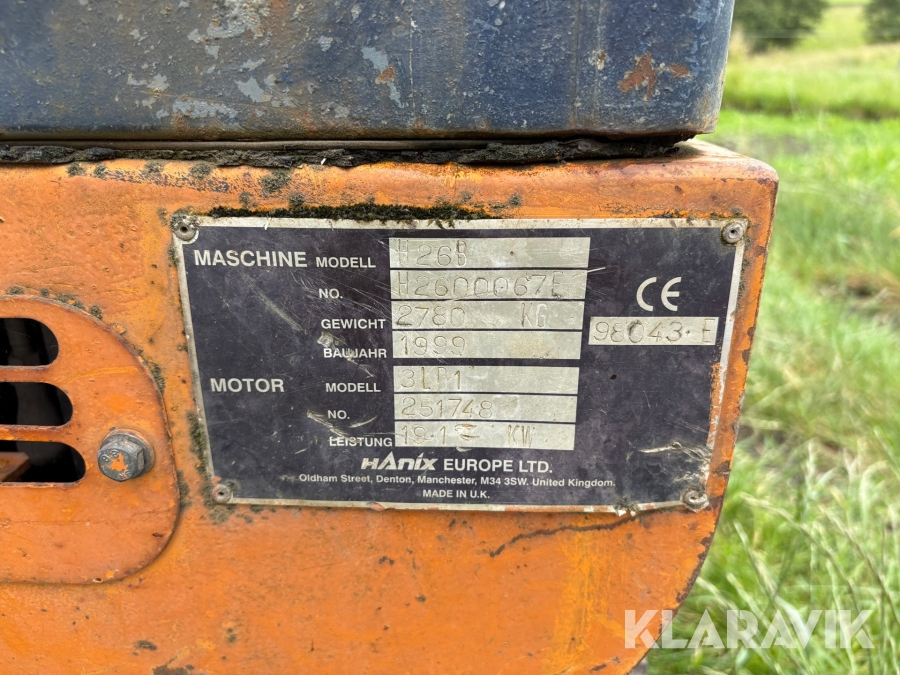 MASCHINE MODELL H26B
NO. H2600067E
GEWICHT 2780 KG
BAUJAHR 1999
CE
98043·E
MOTOR MODELL
NO. 251748
LEISTUNG KW
HANIX EUROPE LTD.
Oldham Street, Denton, Manchester, M34 3SW. United Kingdom.
MADE IN U.K.
KLARAVIK